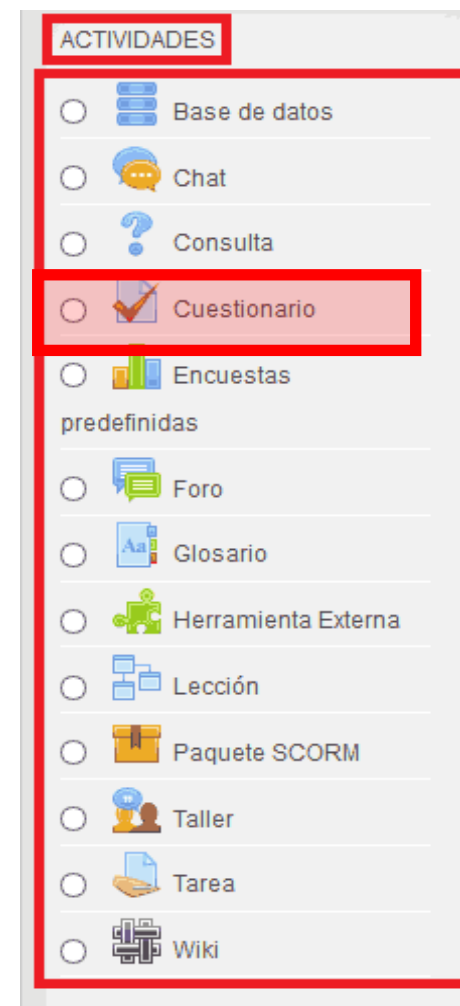 ACTIVIDADES
Base de datos
Chat
Consulta
Cuestionario
Encuestas
predefinidas
Foro
Aa
Glosario
Herramienta Externa
Lección
Paquete SCORM
Taller
Tarea
Wiki